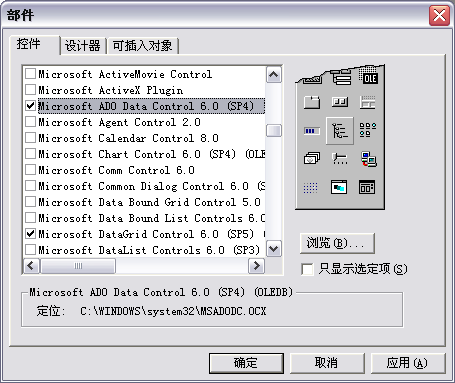 部件
控件 设计器 可插入对象
Microsoft ActiveMovie Control
Microsoft ActiveX Plugin
Microsoft ADO Data Control 6.0 (SP4)
Microsoft Agent Control 2.0
Microsoft Calendar Control 8.0
Microsoft Chart Control 6.0 (SP4) (OLEI
Microsoft Comm Control 6.0
Microsoft Common Dialog Control 6.0 (S
Microsoft Data Bound Grid Control 5.0
Microsoft Data Bound List Controls 6.0
Microsoft DataGrid Control 6.0 (SP5) (
Microsoft DataList Controls 6.0 (SP3)
OLE
浏览(B)...
只显示选定项(S)
Microsoft ADO Data Control 6.0 (SP4) (OLEDB)
定位: C:\WINDOWS\system32\MSADODC.OCX
确定 取消 应用(A)